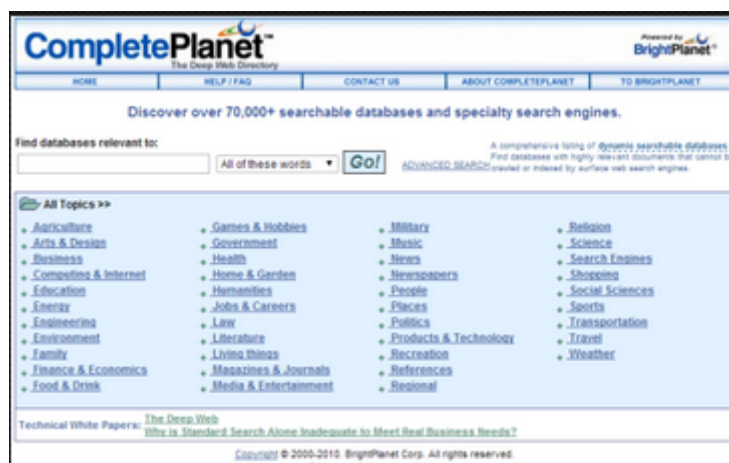 CompletePlanet™
The Deep Web Directory
Powered by
BrightPlanet®
HOME
HELP / FAQ
CONTACT US
ABOUT COMPLETEPLANET
TO BRIGHTPLANET
Discover over 70,000+ searchable databases and specialty search engines.
Find databases relevant to:
All of these words
Go!
ADVANCED SEARCH
A comprehensive listing of dynamic searchable databases.
Find databases with highly relevant documents that cannot
crawled or indexed by surface web search engines.
All Topics >>
Agriculture
Arts & Design
Business
Computing & Internet
Education
Energy
Engineering
Environment
Family
Finance & Economics
Food & Drink
Games & Hobbies
Government
Health
Home & Garden
Humanities
Jobs & Careers
Law
Literature
Living things
Magazines & Journals
Media & Entertainment
Military
Music
News
Newspapers
People
Places
Politics
Products & Technology
Recreation
References
Regional
Religion
Science
Search Engines
Shopping
Social Sciences
Sports
Transportation
Travel
Weather
Technical White Papers:
The Deep Web
Why is Standard Search Alone Inadequate to Meet Real Business Needs?
Copyright © 2000-2010. BrightPlanet Corp. All rights reserved.